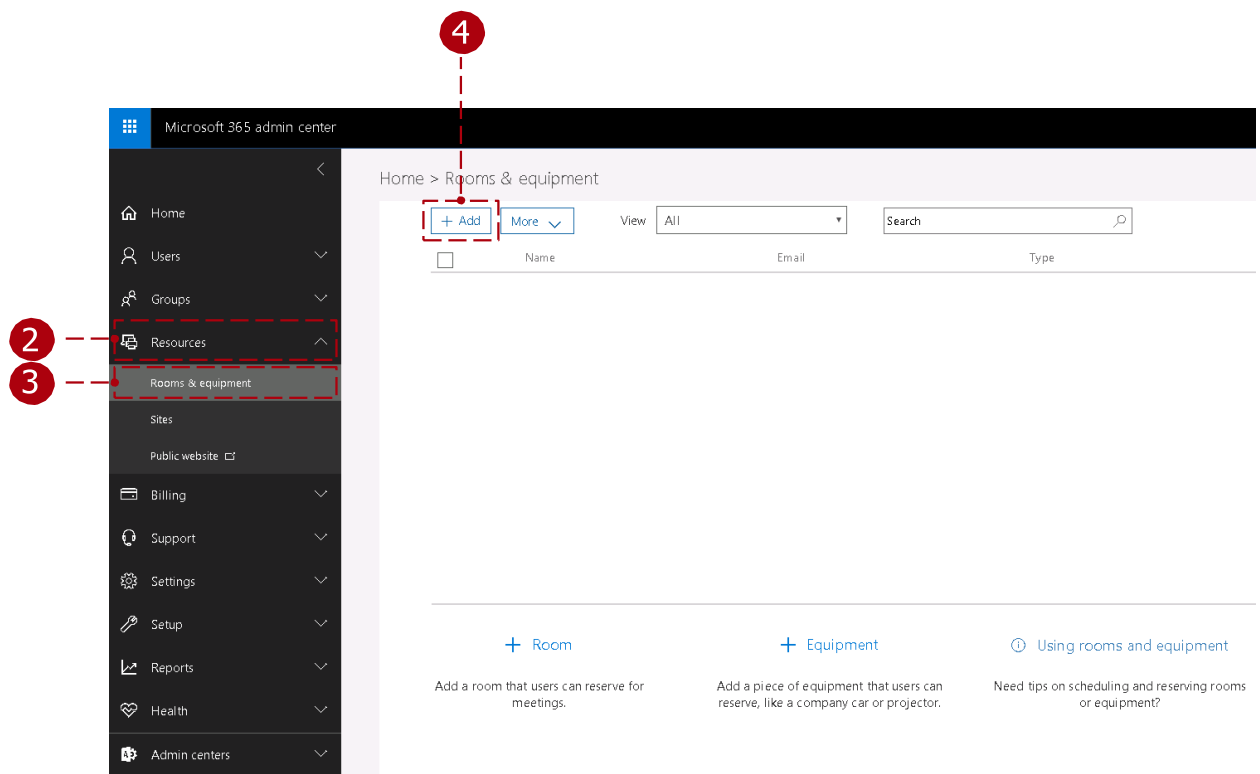 4
Microsoft 365 admin center
Home > Rooms & equipment
+ Add
More
View
All
Search
Name
Email
Type
Home
Users
Groups
2
Resources
3
Rooms & equipment
Sites
Public website
Billing
Support
Settings
Setup
Reports
Health
Admin centers
+ Room
Add a room that users can reserve for
meetings.
+ Equipment
Add a piece of equipment that users can
reserve, like a company car or projector.
Using rooms and equipment
Need tips on scheduling and reserving rooms
or equipment?